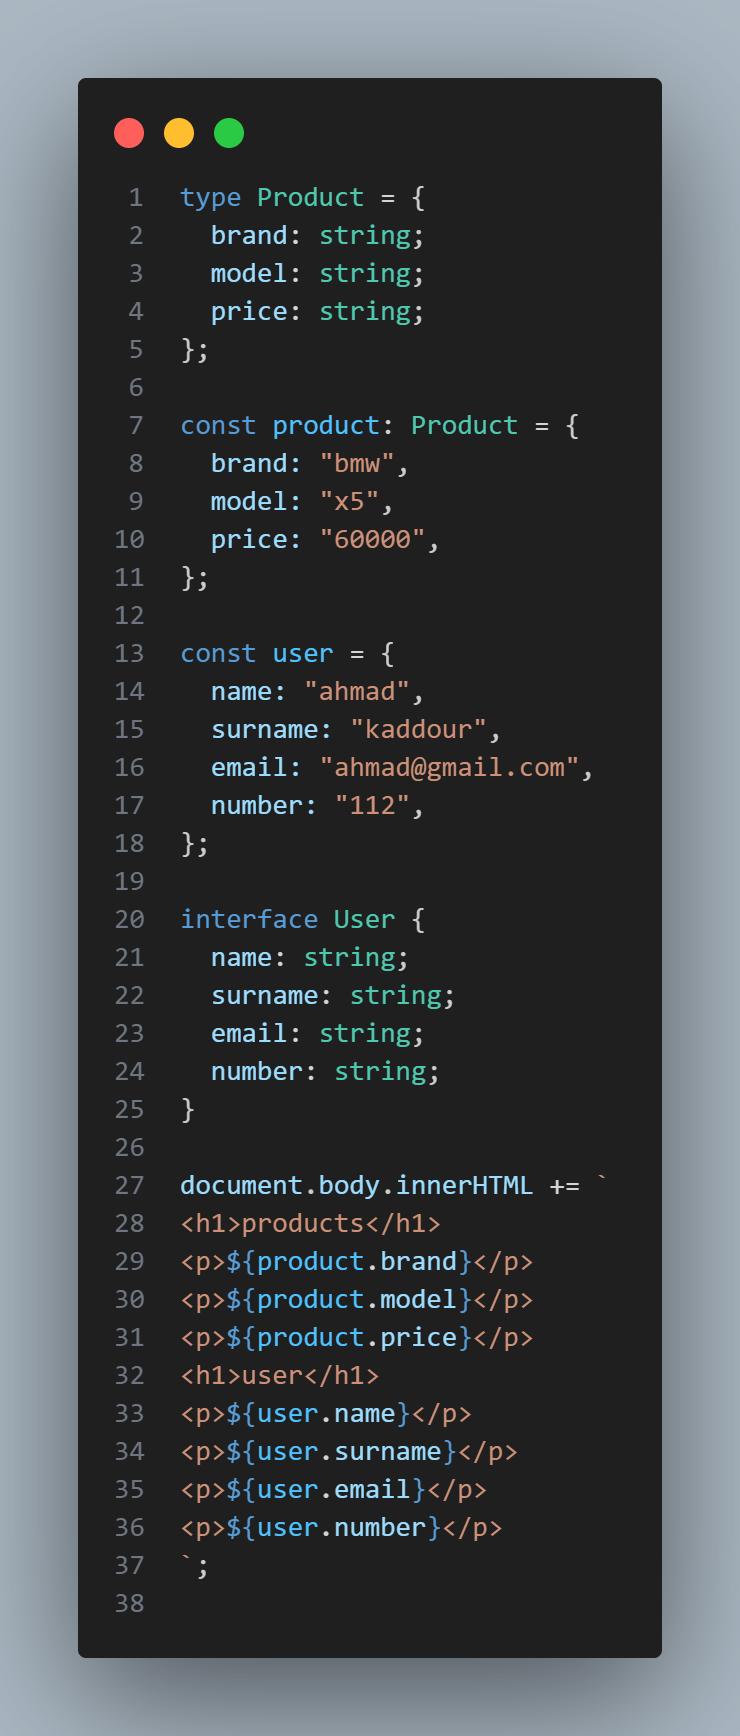 1 type Product = {
2   brand: string;
3   model: string;
4   price: string;
5 };
6
7 const product: Product = {
8   brand: "bmw",
9   model: "x5",
10   price: "60000",
11 };
12
13 const user = {
14   name: "ahmad",
15   surname: "kaddour",
16   email: "ahmad@gmail.com",
17   number: "112",
18 };
19
20 interface User {
21   name: string;
22   surname: string;
23   email: string;
24   number: string;
25 }
26
27 document.body.innerHTML += `
28 <h1>products</h1>
29 <p>${product.brand}</p>
30 <p>${product.model}</p>
31 <p>${product.price}</p>
32 <h1>user</h1>
33 <p>${user.name}</p>
34 <p>${user.surname}</p>
35 <p>${user.email}</p>
36 <p>${user.number}</p>
37 `;
38